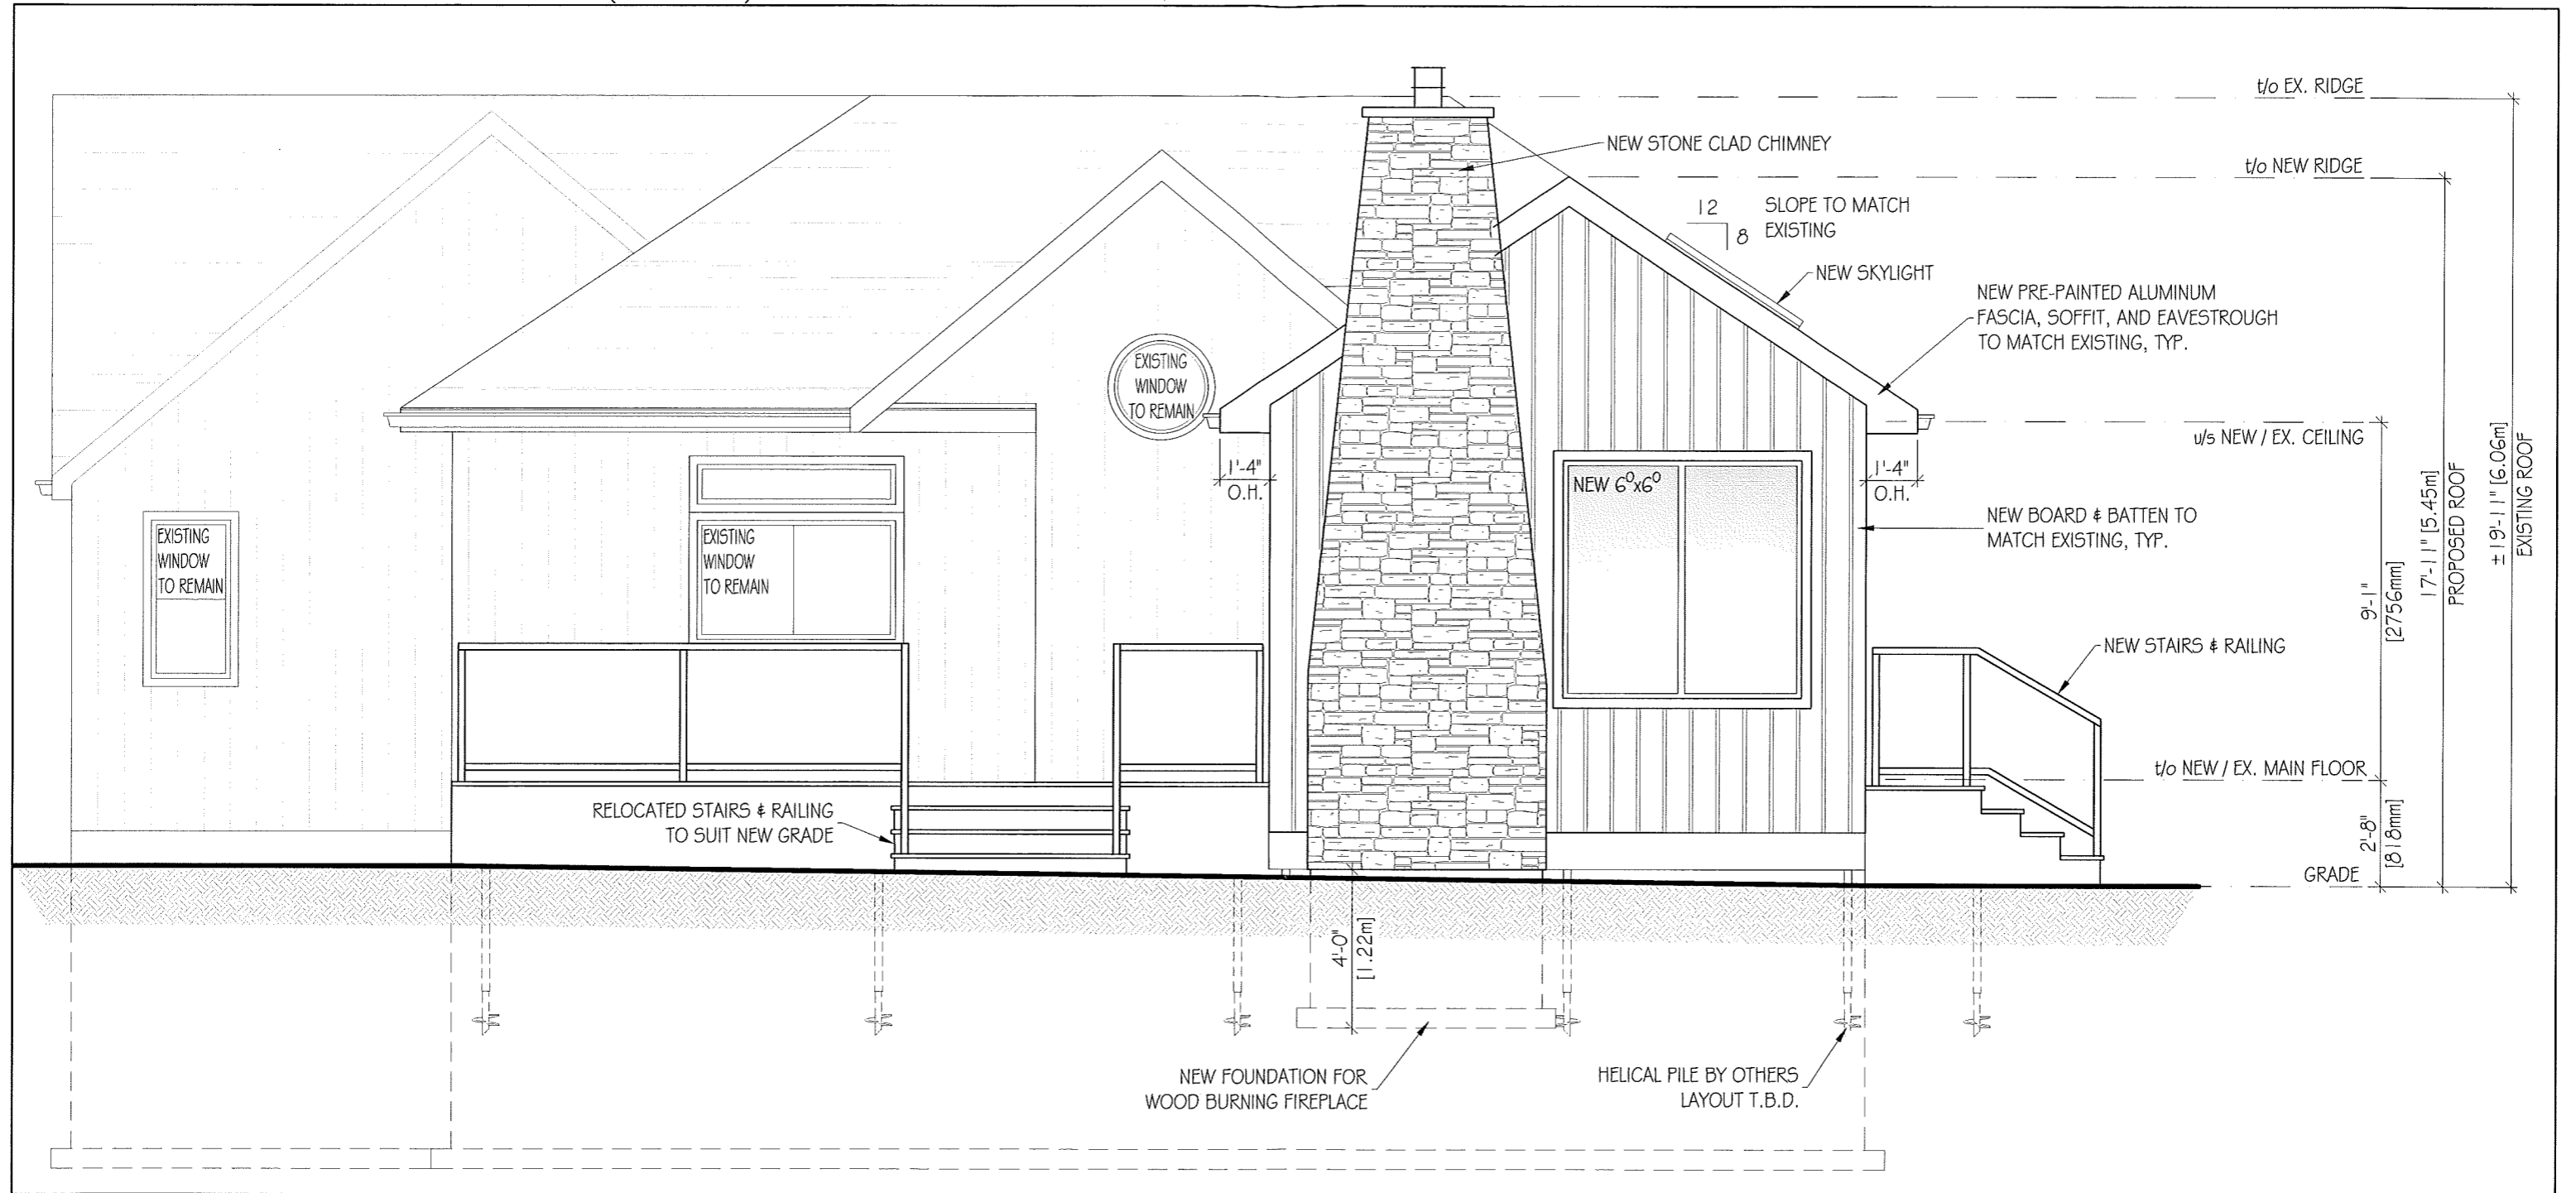 t/o EX. RIDGE
NEW STONE CLAD CHIMNEY
t/o NEW RIDGE
12
8
SLOPE TO MATCH
EXISTING
NEW SKYLIGHT
NEW PRE-PAINTED ALUMINUM
FASCIA, SOFFIT, AND EAVESTROUGH
TO MATCH EXISTING, TYP.
EXISTING
WINDOW
TO REMAIN
u/s NEW / EX. CEILING
1'-4"
O.H.
1'-4"
O.H.
NEW 6⁰x6⁰
EXISTING
WINDOW
TO REMAIN
EXISTING
WINDOW
TO REMAIN
NEW BOARD & BATTEN TO
MATCH EXISTING, TYP.
9'-1"
[2756mm]
17'-11" [5.45m]
PROPOSED ROOF
±19'-11" [6.06m]
EXISTING ROOF
NEW STAIRS & RAILING
t/o NEW / EX. MAIN FLOOR
RELOCATED STAIRS & RAILING
TO SUIT NEW GRADE
2'-8"
[818mm]
GRADE
4'-0"
[1.22m]
NEW FOUNDATION FOR
WOOD BURNING FIREPLACE
HELICAL PILE BY OTHERS
LAYOUT T.B.D.